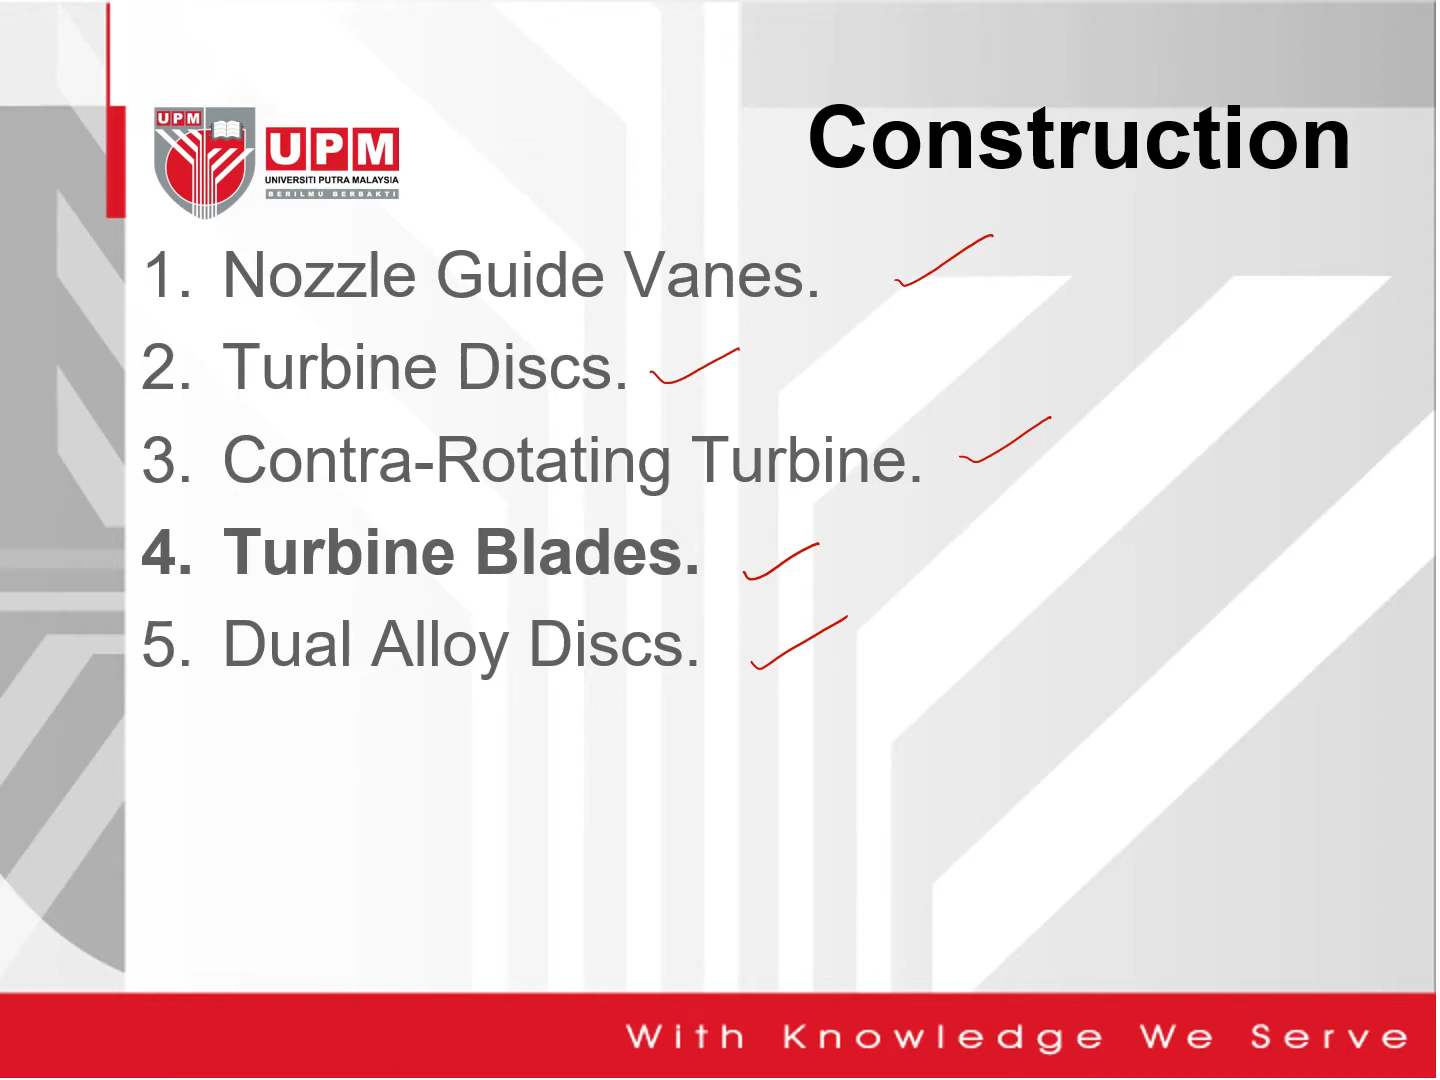 UPM
UPM
UNIVERSITI PUTRA MALAYSIA
BERILMU BERBAKTI
Construction
1. Nozzle Guide Vanes.
2. Turbine Discs.
3. Contra-Rotating Turbine.
4. Turbine Blades.
5. Dual Alloy Discs.
With Knowledge We Serve